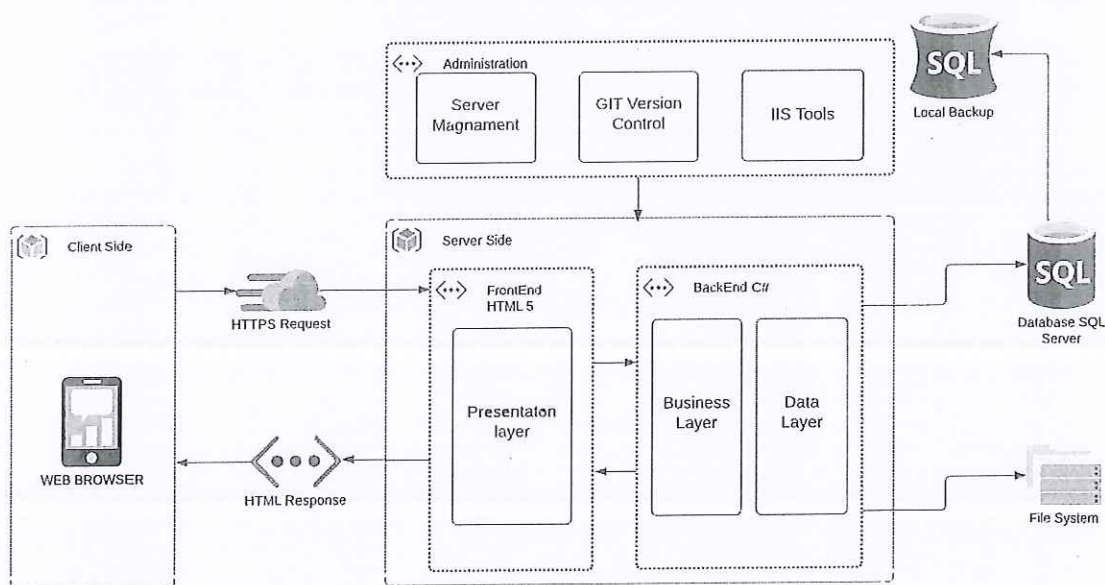 Administration
Server
Magnament
GIT Version
Control
IIS Tools
SQL
Local Backup
Client Side
Server Side
HTTPS Request
FrontEnd
HTML 5
BackEnd C#
SQL
Database SQL
Server
Presentaton
layer
Business
Layer
Data
Layer
WEB BROWSER
HTML Response
File System